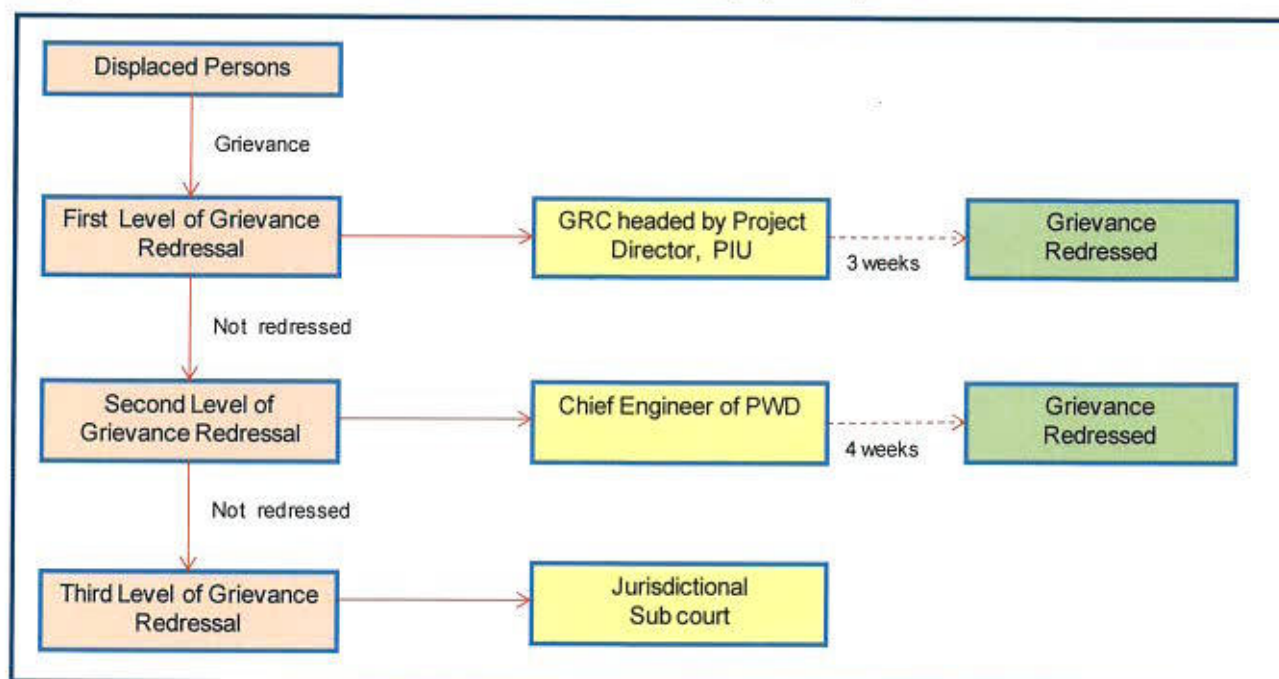 Displaced Persons
Grievance
First Level of Grievance
Redressal
GRC headed by Project
Director, PIU
3 weeks
Grievance
Redressed
Not redressed
Second Level of
Grievance Redressal
Chief Engineer of PWD
4 weeks
Grievance
Redressed
Not redressed
Third Level of Grievance
Redressal
Jurisdictional
Sub court